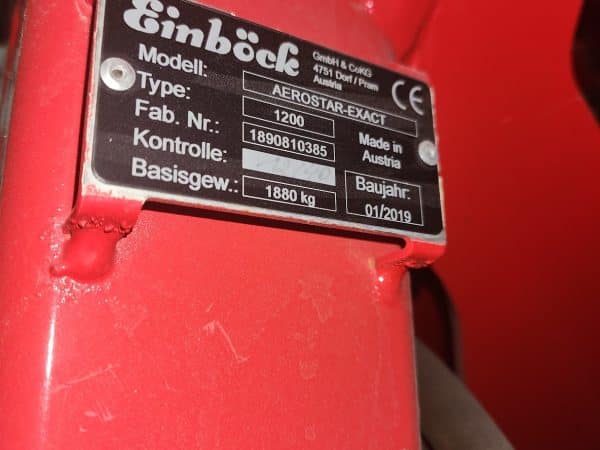 Einböck
GmbH & CoKG
4751 Dorf / Pram
Austria
CE
Modell: AEROSTAR-EXACT
Type: 1200
Fab. Nr.: 1890810385
Kontrolle:
Basisgew.: 1880 kg
Made in
Austria
Baujahr:
01/2019